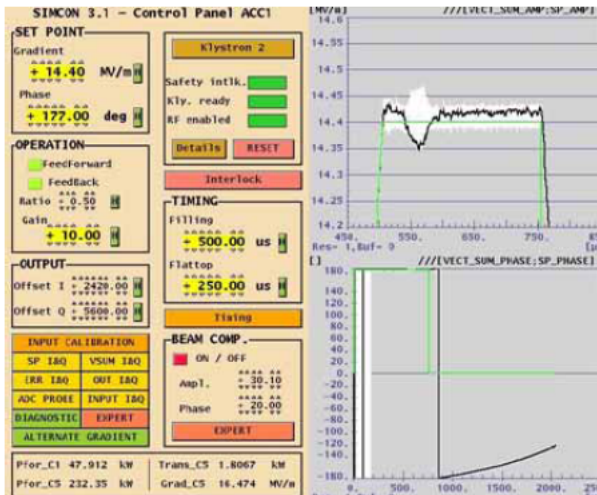 SIMCON 3.1 - Control Panel ACC1
SET POINT
Gradient
+ 14.40 MV/m
Phase
+ 177.00 deg
OPERATION
FeedForward
FeedBack
Ratio + 0.50
Gain
+ 10.00
OUTPUT
Offset I + 2420.00
Offset Q + 5600.00
INPUT CALIBRATION
SP I&Q VSUM I&Q
ERR I&Q OUT I&Q
ADC PROBE INPUT I&Q
DIAGNOSTIC EXPERT
ALTERNATE GRADIENT
Klystron 2
Safety intlk.
Kly. ready
RF enabled
Details RESET
Interlock
TIMING
Filling
+ 500.00 us
Flattop
+ 250.00 us
Timing
BEAM COMP.
ON / OFF
Ampl. + 30.10
Phase + 20.00
EXPERT
Pfor_C1 47.912 kW Trans_C5 1.8067 kW
Pfor_C5 232.35 kW Grad_C5 16.474 MV/m
[MV/m] ///[VECT_SUM_AMP;SP_AMP]
14.6
14.55
14.5
14.45
14.4
14.35
14.3
14.25
14.2
450. 550. 650. 750.
Res= 1,Buf= 0
[] ///[VECT_SUM_PHASE;SP_PHASE]
180.
160.
140.
120.
100.
80.
60.
40.
20.
0.
-20.
-40.
-60.
-80.
-100.
-120.
-140.
-180.
0. 500. 1000. 1500. 2000.